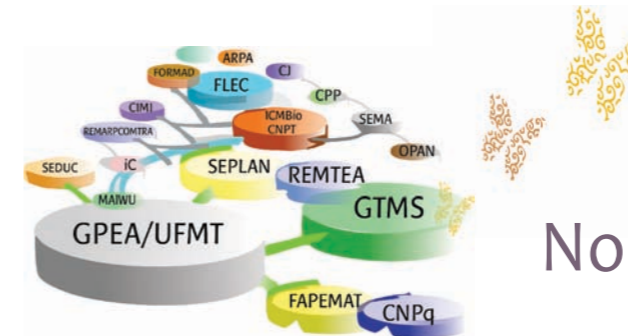 ARPA
FORMAD
CJ
FLEC
CPP
CIMI
ICMBio
CNPT
SEMA
REMARPCOMTRA
OPAN
iC
SEDUC
SEPLAN
REMTEA
MAIWU
GTMS
GPEA/UFMT
No
FAPEMAT
CNPq